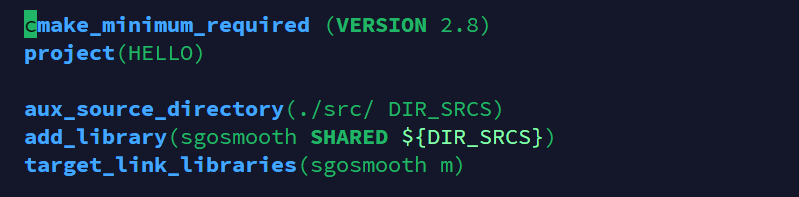 cmake_minimum_required (VERSION 2.8)
project(HELLO)
aux_source_directory(./src/ DIR_SRCS)
add_library(sgosmooth SHARED ${DIR_SRCS})
target_link_libraries(sgosmooth m)